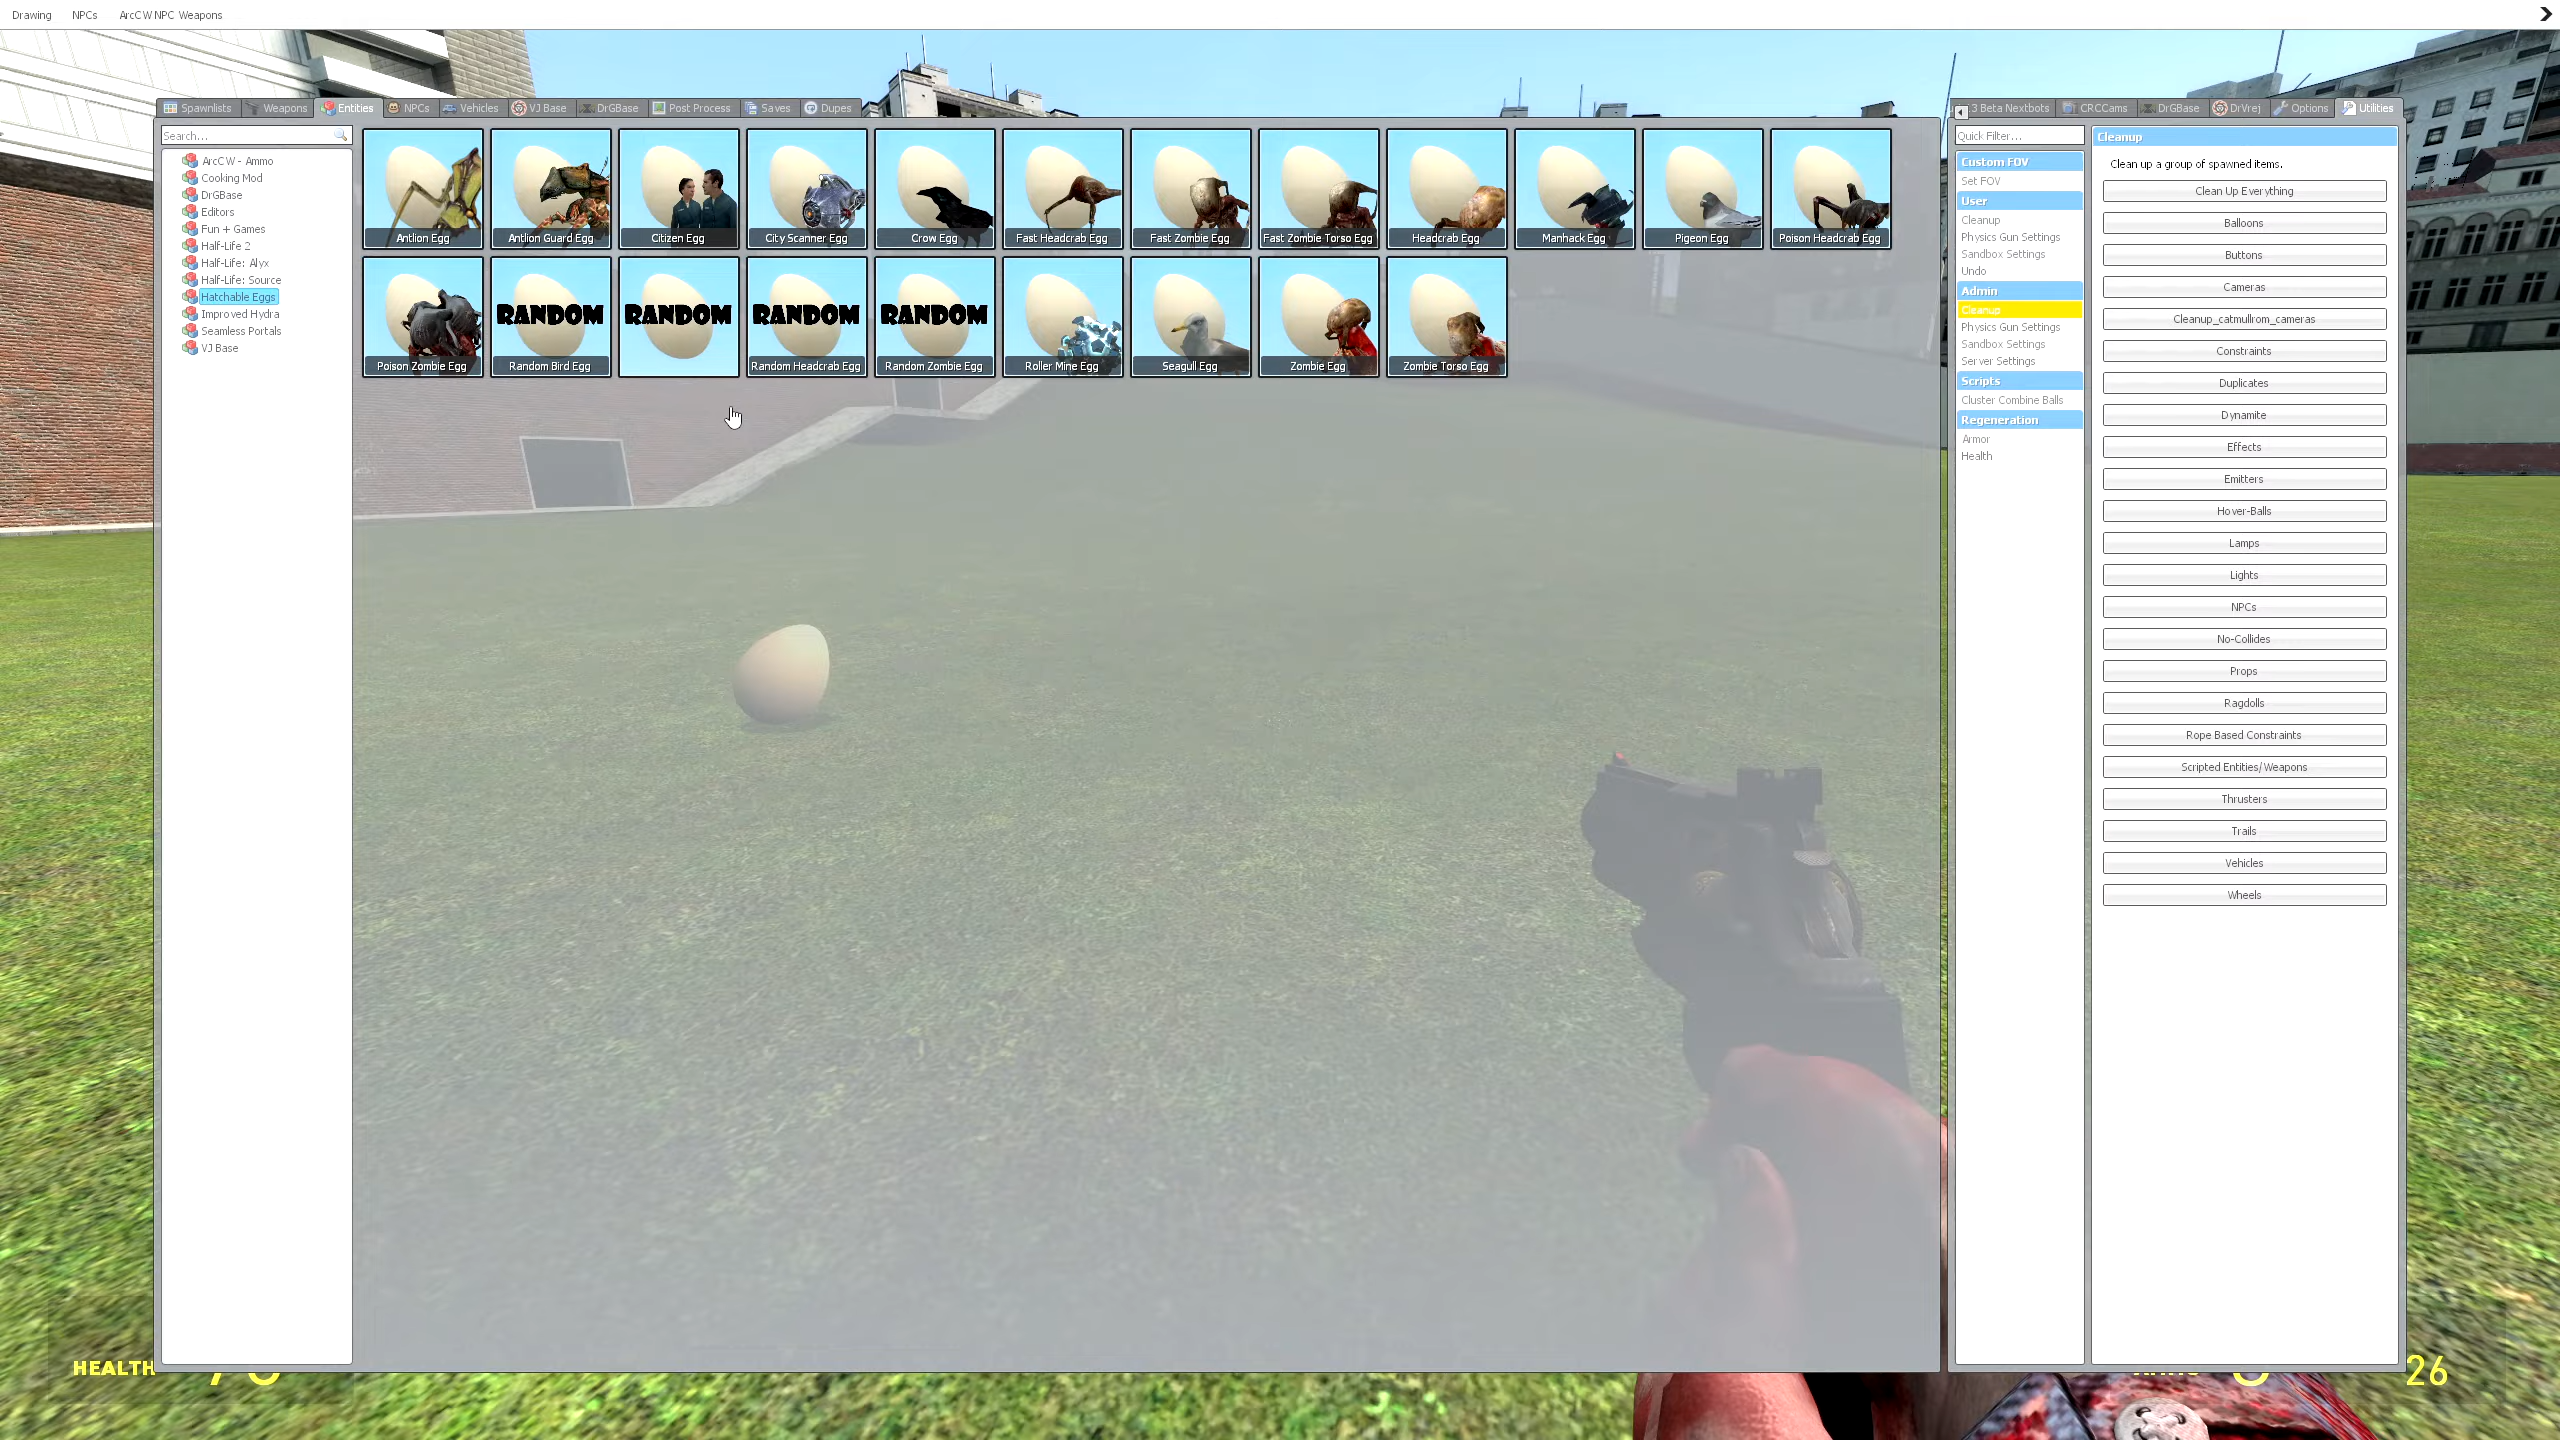 Drawing NPCs ArcCW NPC Weapons
Spawnlists Weapons Entities NPCs Vehicles VJ Base DrGBase Post Process Saves Dupes
.3 Beta Nextbots CRCCams DrGBase DrVrej Options Utilities
Search...
ArcCW - Ammo
Cooking Mod
DrGBase
Editors
Fun + Games
Half-Life 2
Half-Life: Alyx
Half-Life: Source
Hatchable Eggs
Improved Hydra
Seamless Portals
VJ Base
Antlion Egg
Antlion Guard Egg
Citizen Egg
City Scanner Egg
Crow Egg
Fast Headcrab Egg
Fast Zombie Egg
Fast Zombie Torso Egg
Headcrab Egg
Manhack Egg
Pigeon Egg
Poison Headcrab Egg
Poison Zombie Egg
RANDOM
Random Bird Egg
RANDOM
RANDOM
Random Headcrab Egg
RANDOM
Random Zombie Egg
Roller Mine Egg
Seagull Egg
Zombie Egg
Zombie Torso Egg
Quick Filter...
Custom FOV
Set FOV
User
Cleanup
Physics Gun Settings
Sandbox Settings
Undo
Admin
Cleanup
Physics Gun Settings
Sandbox Settings
Server Settings
Scripts
Cluster Combine Balls
Regeneration
Armor
Health
Cleanup
Clean up a group of spawned items.
Clean Up Everything
Balloons
Buttons
Cameras
Cleanup_catmullrom_cameras
Constraints
Duplicates
Dynamite
Effects
Emitters
Hover-Balls
Lamps
Lights
NPCs
No-Collides
Props
Ragdolls
Rope Based Constraints
Scripted Entities/Weapons
Thrusters
Trails
Vehicles
Wheels
HEALTH
26